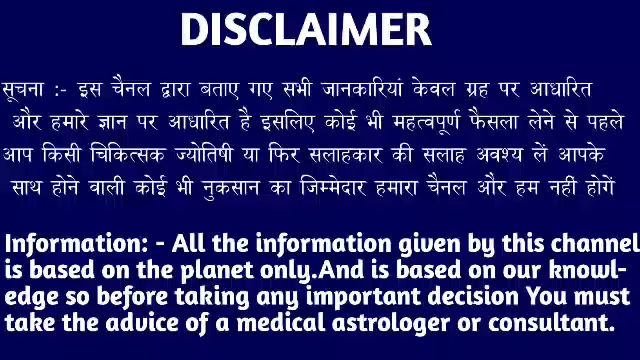 DISCLAIMER
सूचना :- इस चैनल द्वारा बताए गए सभी जानकारियां केवल ग्रह पर आधारित
और हमारे ज्ञान पर आधारित है इसलिए कोई भी महत्वपूर्ण फैसला लेने से पहले
आप किसी चिकित्सक ज्योतिषी या फिर सलाहकार की सलाह अवश्य लें आपके
साथ होने वाली कोई भी नुकसान का जिम्मेदार हमारा चैनल और हम नहीं होगें
Information: - All the information given by this channel
is based on the planet only.And is based on our knowl-
edge so before taking any important decision You must
take the advice of a medical astrologer or consultant.